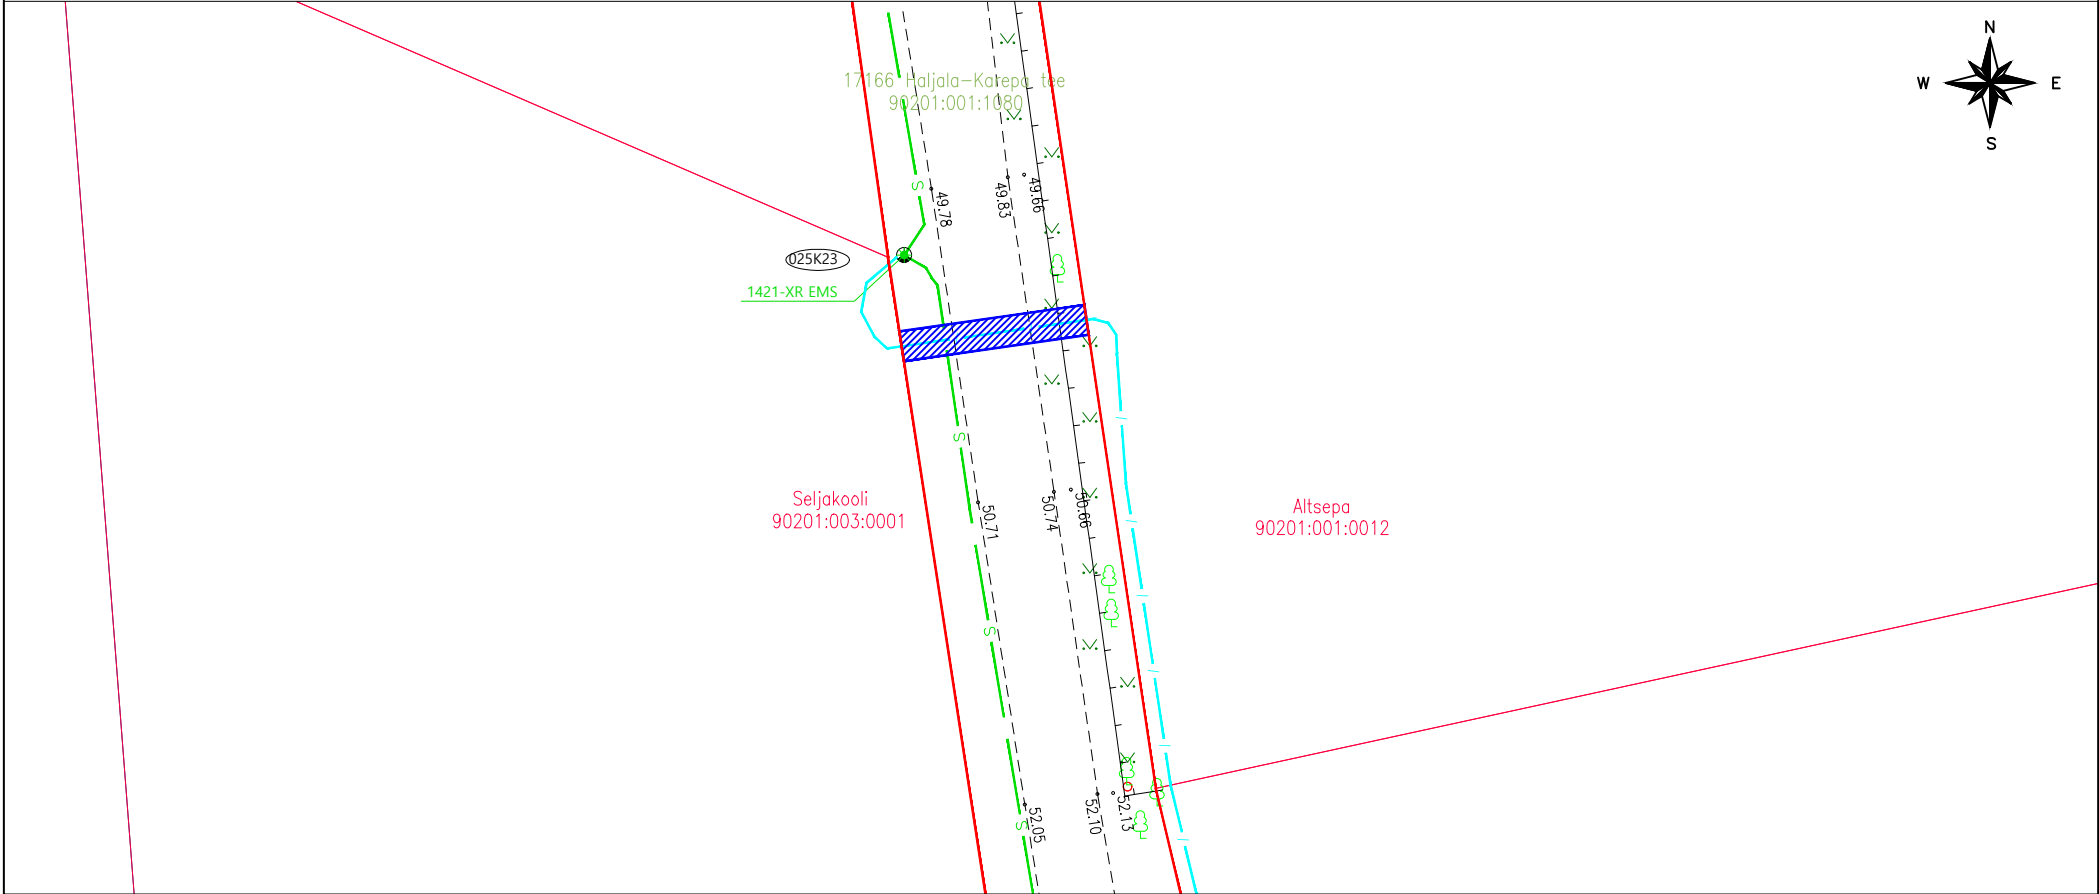 N
W
E
S
17166 Haljala-Karepa tee
90201:001:1080
S
49.78
49.83
49.66
025K23
1421-XR EMS
S
Seljakooli
90201:003:0001
50.71
50.74
50.66
Altsepa
90201:001:0012
S
S
52.05
52.10
52.13